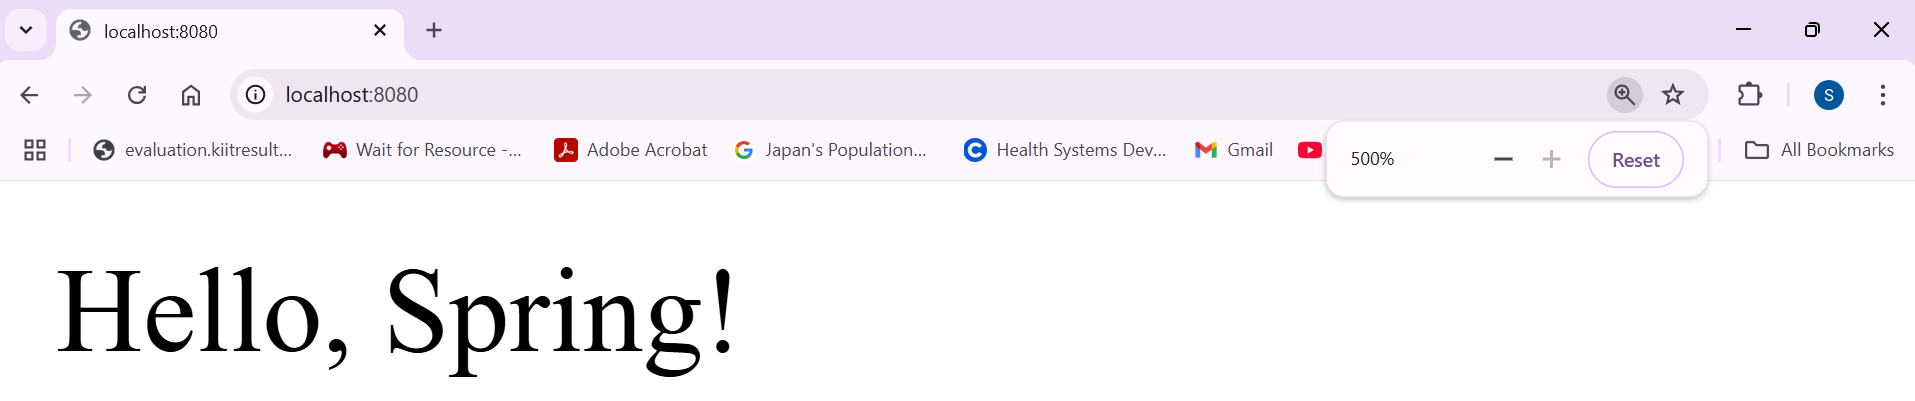 localhost:8080
localhost:8080
S
evaluation.kiitresult...
Wait for Resource -...
Adobe Acrobat
Japan's Population...
Health Systems Dev...
Gmail
500%
Reset
All Bookmarks
Hello, Spring!